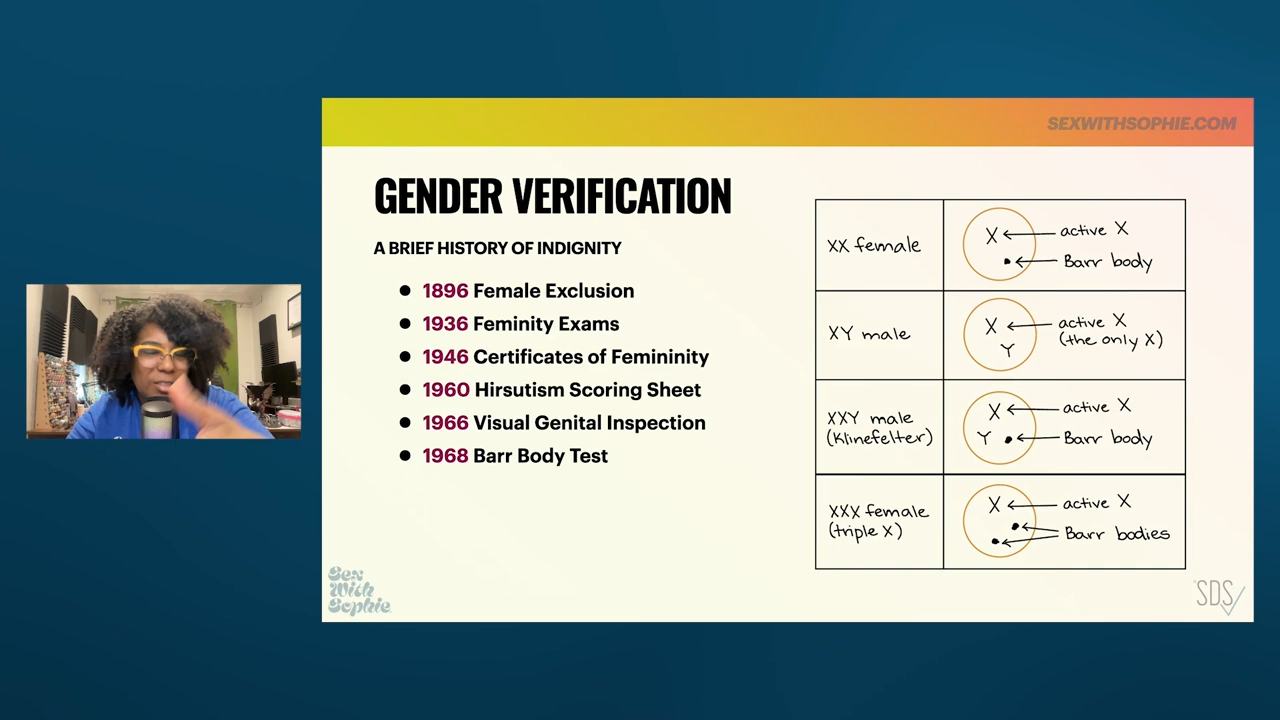 SEXWITHSOPHIE.COM
GENDER VERIFICATION
A BRIEF HISTORY OF INDIGNITY
1896 Female Exclusion
1936 Feminity Exams
1946 Certificates of Femininity
1960 Hirsutism Scoring Sheet
1966 Visual Genital Inspection
1968 Barr Body Test
XX female
X
active X
Barr body
XY male
X
Y
active X
(the only X)
XXY male
(Klinefelter)
X
Y
active X
Barr body
XXX female
(triple X)
X
active X
Barr bodies
Sex
With
Sophie
SDS